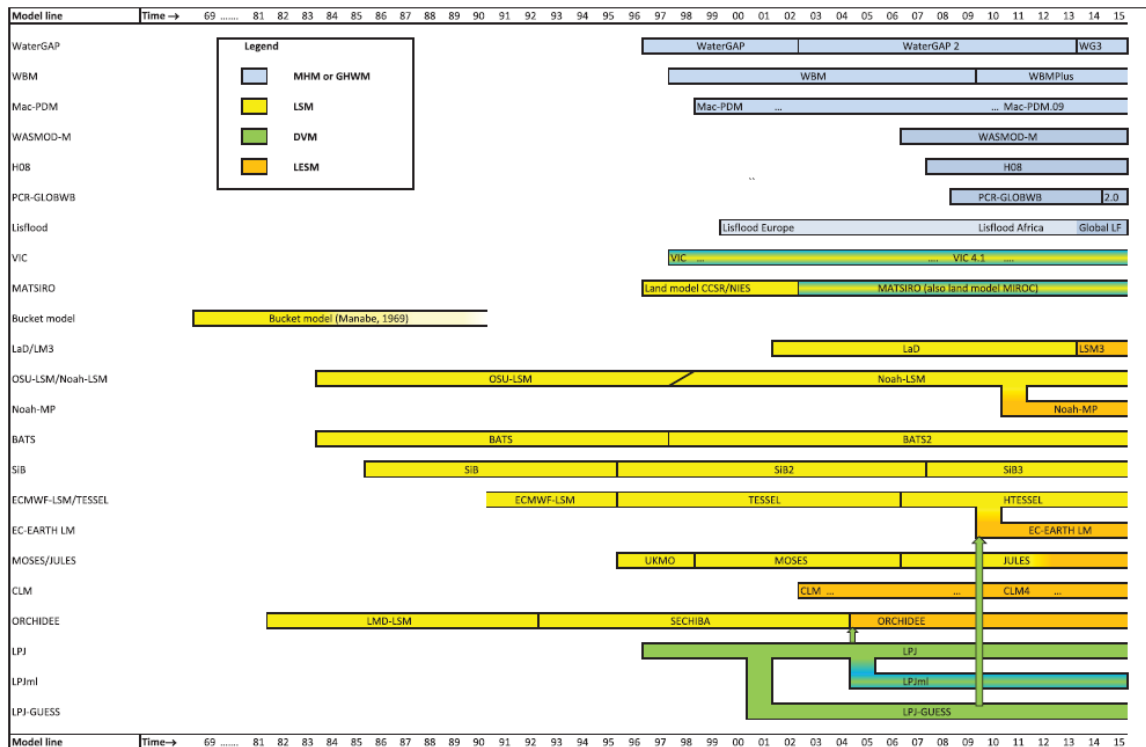 Model line Time→ 69 ....... 81 82 83 84 85 86 87 88 89 90 91 92 93 94 95 96 97 98 99 00 01 02 03 04 05 06 07 08 09 10 11 12 13 14 15
WaterGAP Legend WaterGAP WaterGAP 2 WG3
WBM MHM or GHWM WBM WBMPlus
Mac-PDM LSM Mac-PDM ... ... Mac-PDM.09
WASMOD-M DVM WASMOD-M
H08 LESM H08
PCR-GLOBWB PCR-GLOBWB 2.0
Lisflood Lisflood Europe Lisflood Africa Global LF
VIC VIC ... .... VIC 4.1 ....
MATSIRO Land model CCSR/NIES MATSIRO (also land model MIROC)
Bucket model Bucket model (Manabe, 1969)
LaD/LM3 LaD LSM3
OSU-LSM/Noah-LSM OSU-LSM Noah-LSM
Noah-MP Noah-MP
BATS BATS BATS2
SiB SiB SiB2 SiB3
ECMWF-LSM/TESSEL ECMWF-LSM TESSEL HTESSEL
EC-EARTH LM EC-EARTH LM
MOSES/JULES UKMO MOSES JULES
CLM CLM ... ... CLM4 ...
ORCHIDEE LMD-LSM SECHIBA ORCHIDEE
LPJ LPJ
LPJml LPJml
LPJ-GUESS LPJ-GUESS
Model line Time→ 69 ....... 81 82 83 84 85 86 87 88 89 90 91 92 93 94 95 96 97 98 99 00 01 02 03 04 05 06 07 08 09 10 11 12 13 14 15